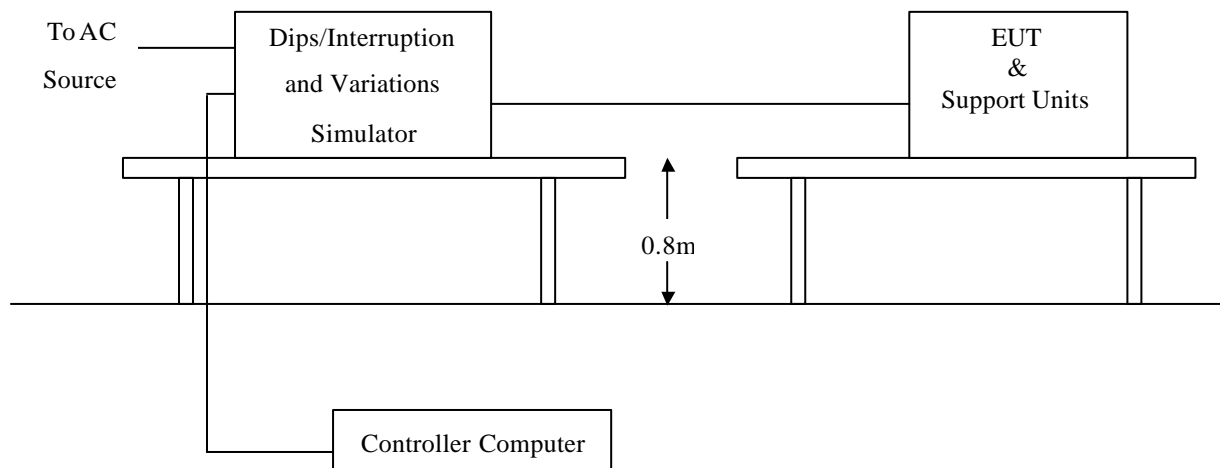 To AC
Source
Dips/Interruption
and Variations
Simulator
EUT
&
Support Units
0.8m
Controller Computer